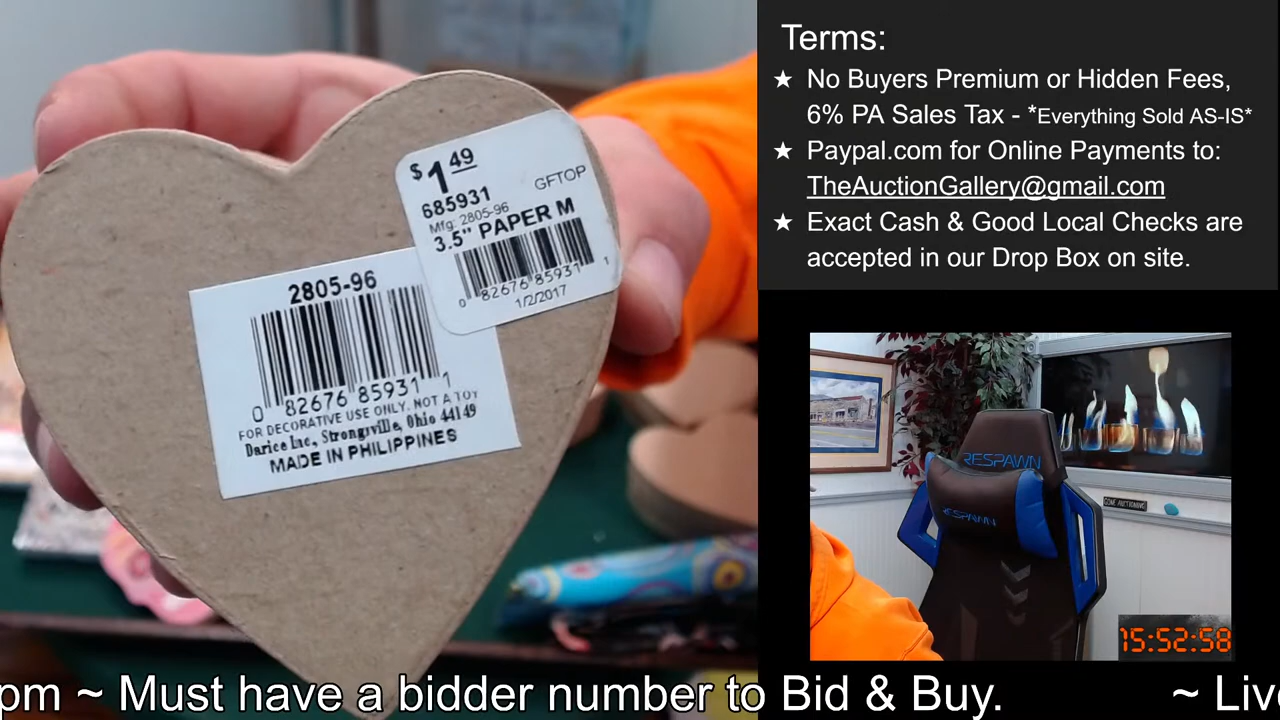 $1.49
GFTOP
685931
Mfg: 2805-96
3.5" PAPER M
0 82676 85931 1
1/2/2017
2805-96
0 82676 85931 1
FOR DECORATIVE USE ONLY. NOT A TOY
Darice Inc., Strongsville, Ohio 44149
MADE IN PHILIPPINES
Terms:
★ No Buyers Premium or Hidden Fees,
6% PA Sales Tax - *Everything Sold AS-IS*
★ Paypal.com for Online Payments to:
TheAuctionGallery@gmail.com
★ Exact Cash & Good Local Checks are
accepted in our Drop Box on site.
RESPAWN
RESPAWN
GONE AUCTIONING
15:52:58
pm ~ Must have a bidder number to Bid & Buy. ~ Liv